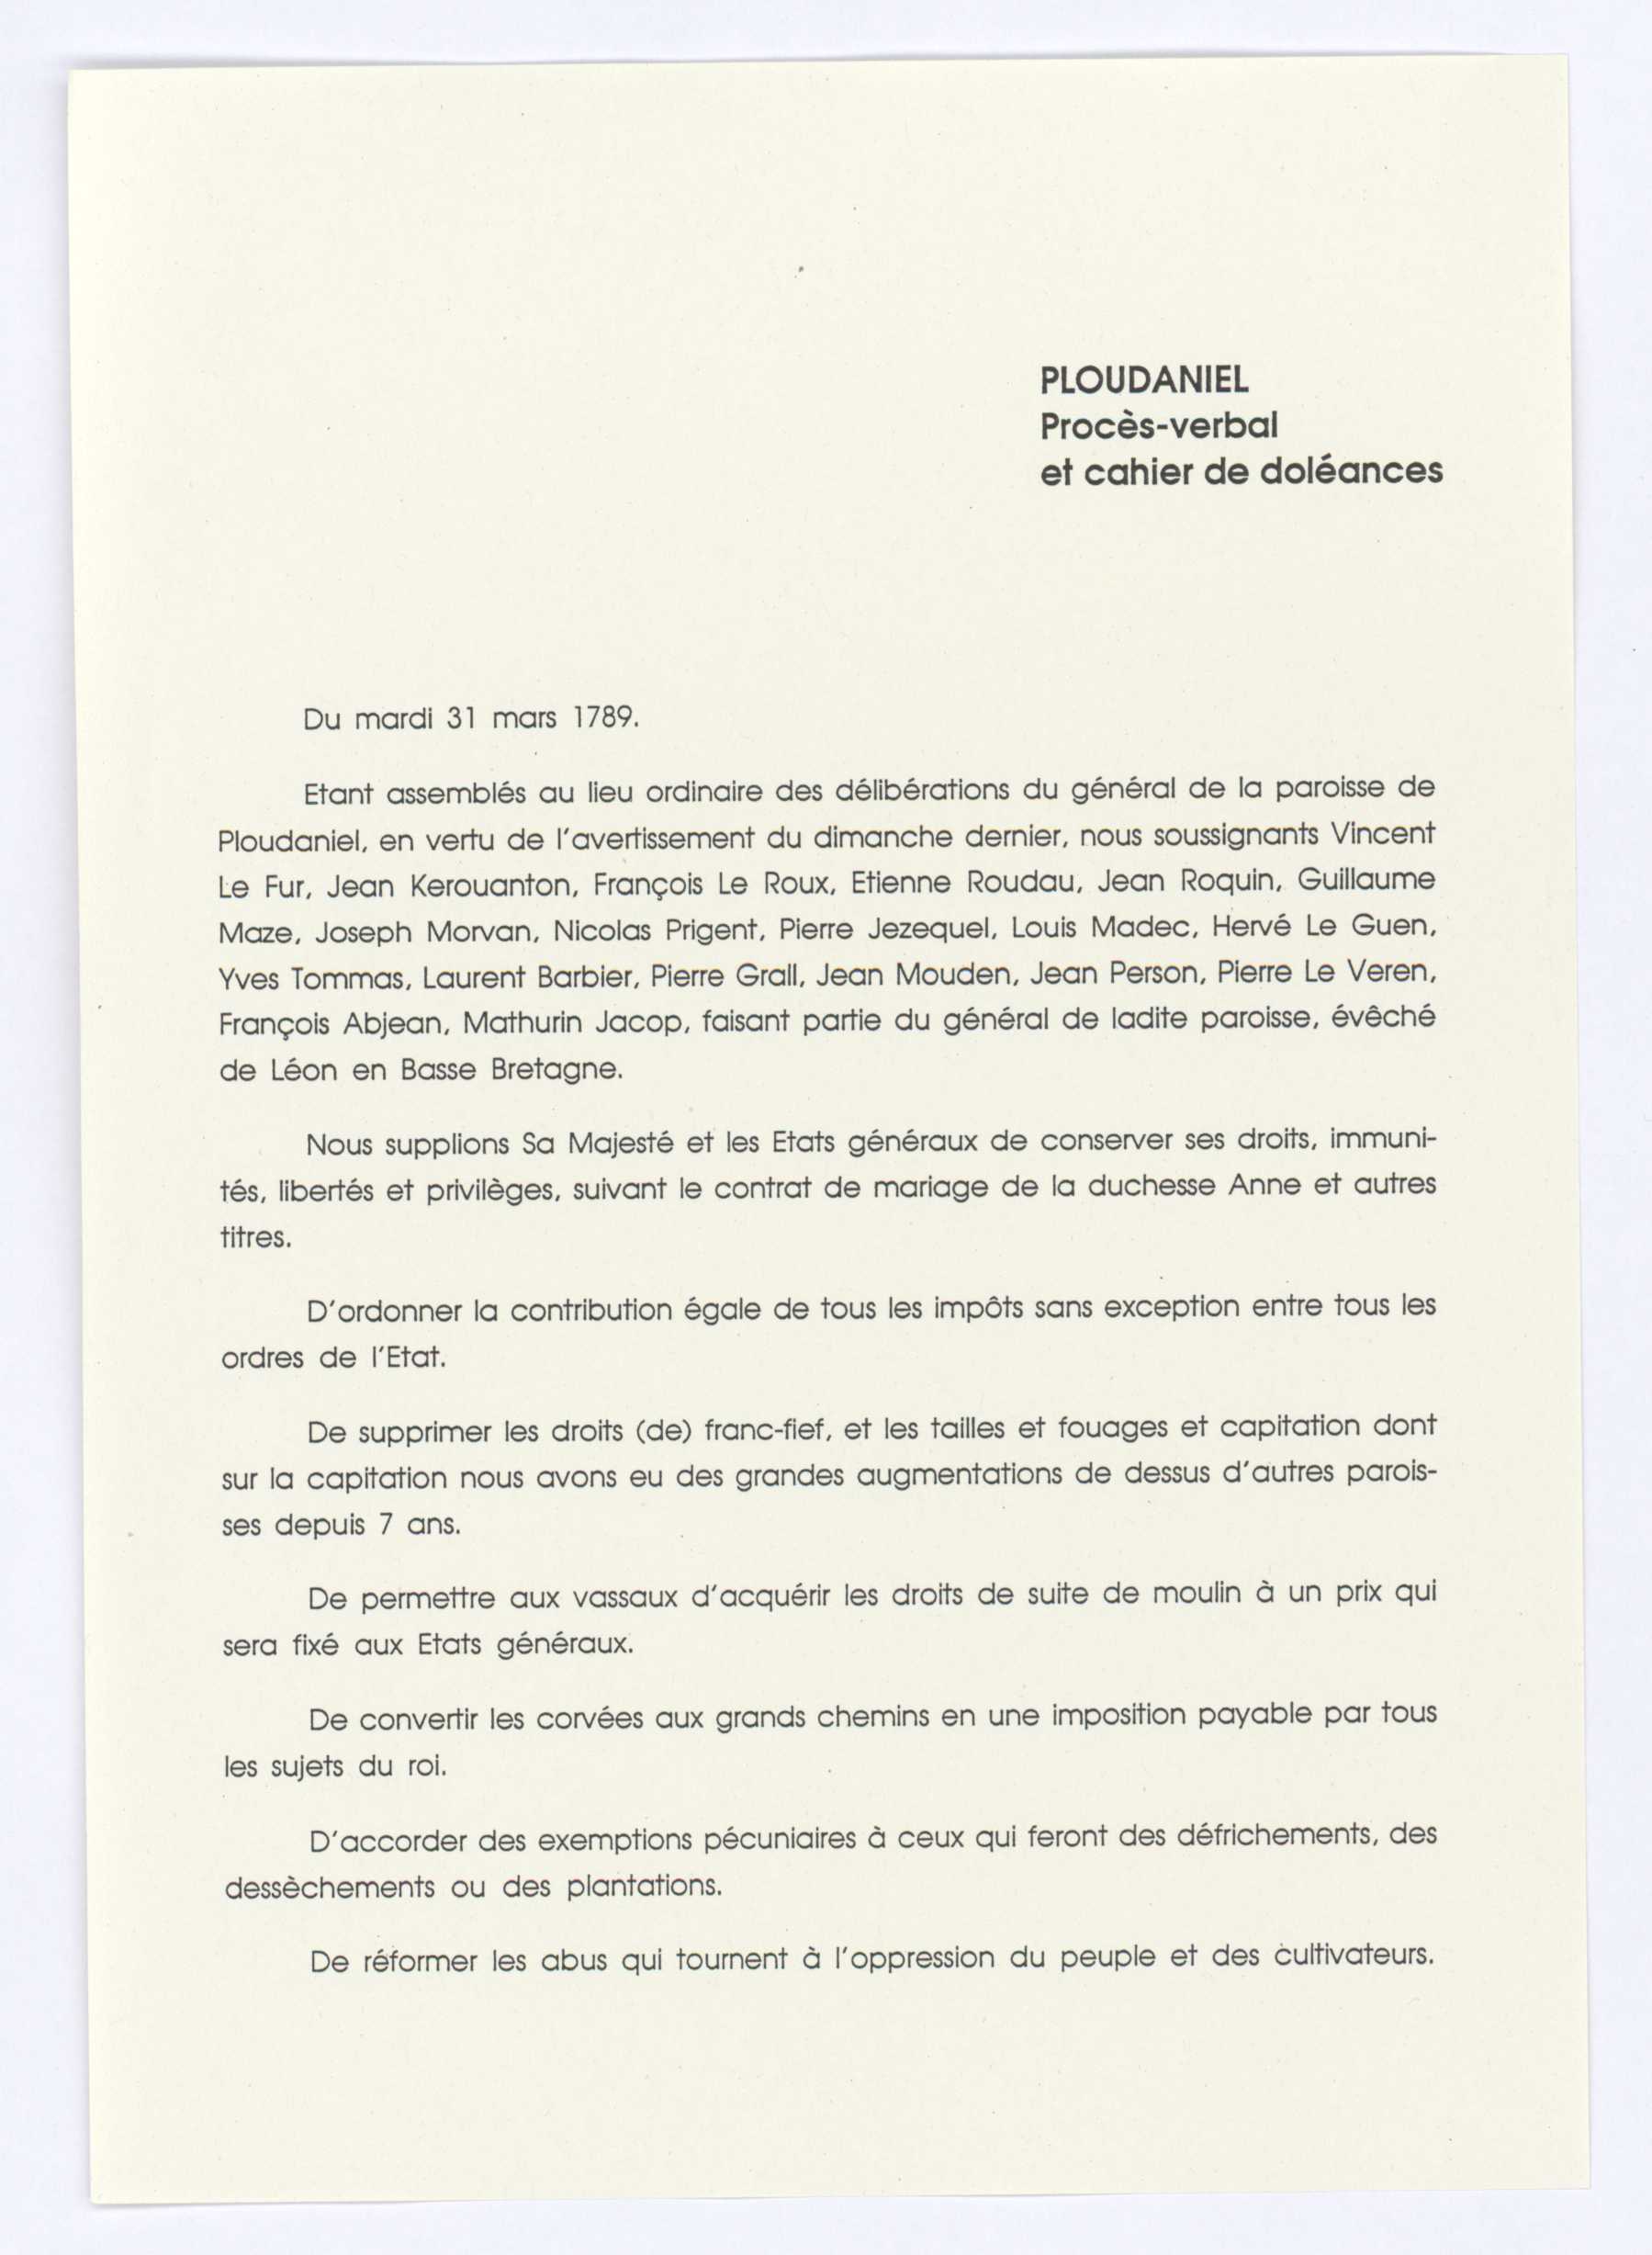 PLOUDANIEL
Procès-verbal
et cahier de doléances
Du mardi 31 mars 1789.
Etant assemblés au lieu ordinaire des délibérations du général de la paroisse de
Ploudaniel, en vertu de l'avertissement du dimanche dernier, nous soussignants Vincent
Le Fur, Jean Kerouanton, François Le Roux, Etienne Roudau, Jean Roquin, Guillaume
Maze, Joseph Morvan, Nicolas Prigent, Pierre Jezequel, Louis Madec, Hervé Le Guen,
Yves Tommas, Laurent Barbier, Pierre Grall, Jean Mouden, Jean Person, Pierre Le Veren,
François Abjean, Mathurin Jacop, faisant partie du général de ladite paroisse, évêché
de Léon en Basse Bretagne.
Nous supplions Sa Majesté et les Etats généraux de conserver ses droits, immuni-
tés, libertés et privilèges, suivant le contrat de mariage de la duchesse Anne et autres
titres.
D'ordonner la contribution égale de tous les impôts sans exception entre tous les
ordres de l'Etat.
De supprimer les droits (de) franc-fief, et les tailles et fouages et capitation dont
sur la capitation nous avons eu des grandes augmentations de dessus d'autres parois-
ses depuis 7 ans.
De permettre aux vassaux d'acquérir les droits de suite de moulin à un prix qui
sera fixé aux Etats généraux.
De convertir les corvées aux grands chemins en une imposition payable par tous
les sujets du roi.
D'accorder des exemptions pécuniaires à ceux qui feront des défrichements, des
dessèchements ou des plantations.
De réformer les abus qui tournent à l'oppression du peuple et des cultivateurs.